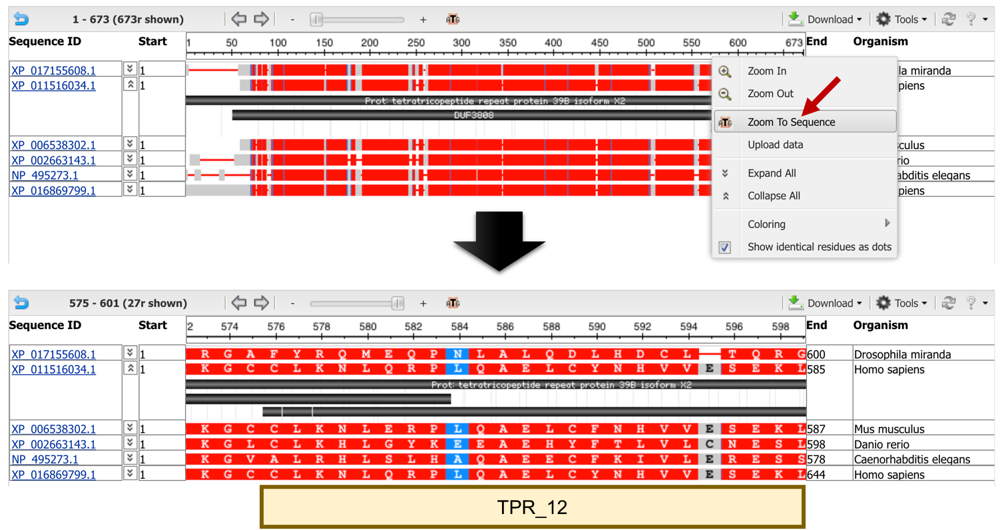 1 - 673 (673r shown) - + ATG Download Tools ?
Sequence ID Start 1 50 100 150 200 250 300 350 400 450 500 550 600 673 End Organism
XP_017155608.1 1 la miranda
XP_011516034.1 1 piens
Prot: tetratricopeptide repeat protein 39B isoform X2
DUF3808
XP_006538302.1 1 sculus
XP_002663143.1 1 rio
NP_495273.1 1 abditis elegans
XP_016869799.1 1 piens
Zoom In
Zoom Out
ATG Zoom To Sequence
Upload data
Expand All
Collapse All
Coloring
Show identical residues as dots
575 - 601 (27r shown) - + ATG Download Tools ?
Sequence ID Start 2 574 576 578 580 582 584 586 588 590 592 594 596 598 End Organism
XP_017155608.1 1 R G A F Y R Q M E Q P N L A L Q D L H D C L T Q R G 600 Drosophila miranda
XP_011516034.1 1 K G C C L K N L Q R P L Q A E L C Y N H V V E S E K L 585 Homo sapiens
Prot: tetratricopeptide repeat protein 39B isoform X2
XP_006538302.1 1 K G C C L K N L E R P L Q A E L C F N H V V E S E K L 587 Mus musculus
XP_002663143.1 1 K G L C L K H L G Y K E E A E H Y F T L V L C N E S L 598 Danio rerio
NP_495273.1 1 K G V A L R H L S L H A Q A E E C F K I V L E R E S S 578 Caenorhabditis elegans
XP_016869799.1 1 K G C C L K N L Q R P L Q A E L C Y N H V V E S E K L 644 Homo sapiens
TPR_12